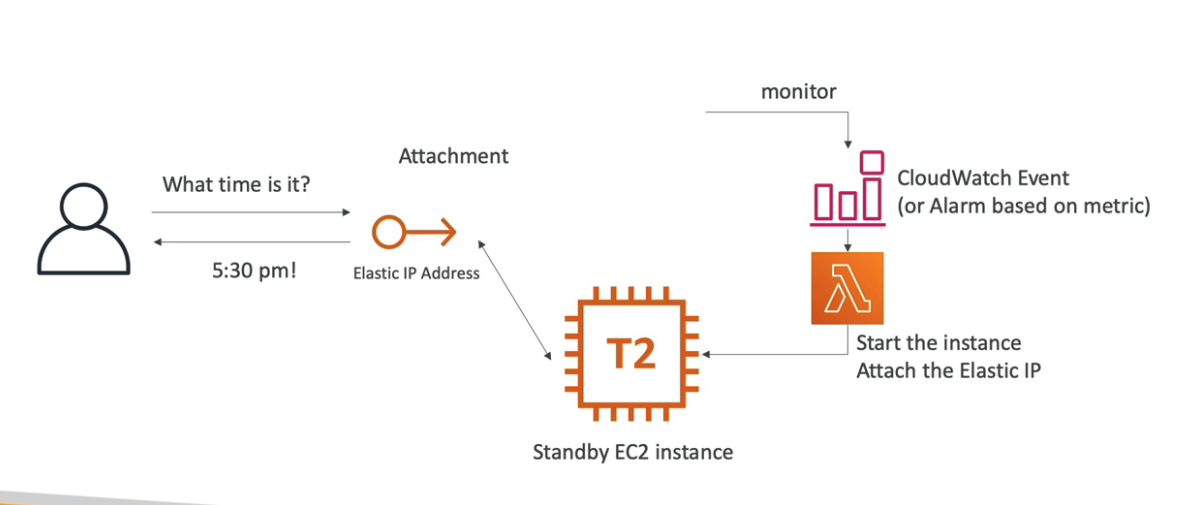 monitor
Attachment
What time is it?
CloudWatch Event
(or Alarm based on metric)
5:30 pm!
Elastic IP Address
T2
Start the instance
Attach the Elastic IP
Standby EC2 instance